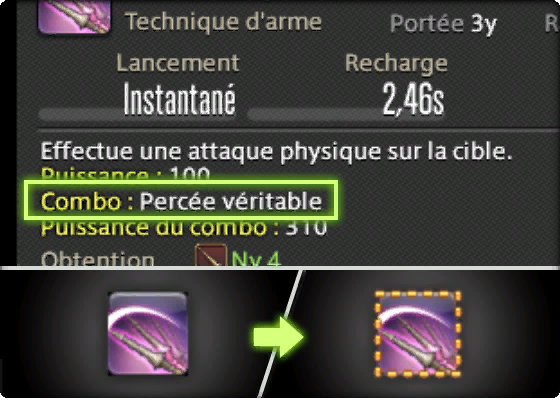 Technique d'arme Portée 3y R
Lancement Recharge
Instantané 2,46s
Effectue une attaque physique sur la cible.
Puissance : 100
Combo : Percée véritable
Puissance du combo : 310
Obtention Nv 4